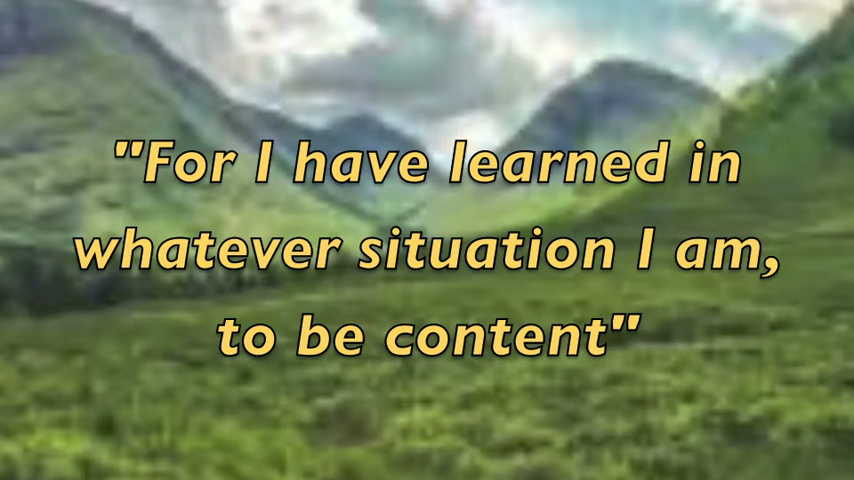 "For I have learned in
whatever situation I am,
to be content"